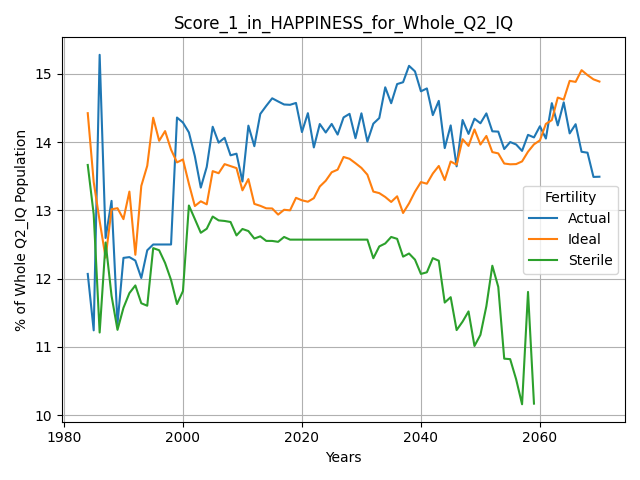 Score_1_in_HAPPINESS_for_Whole_Q2_IQ
% of Whole Q2_IQ Population
15
14
13
12
11
10
Fertility
Actual
Ideal
Sterile
1980
2000
2020
2040
2060
Years